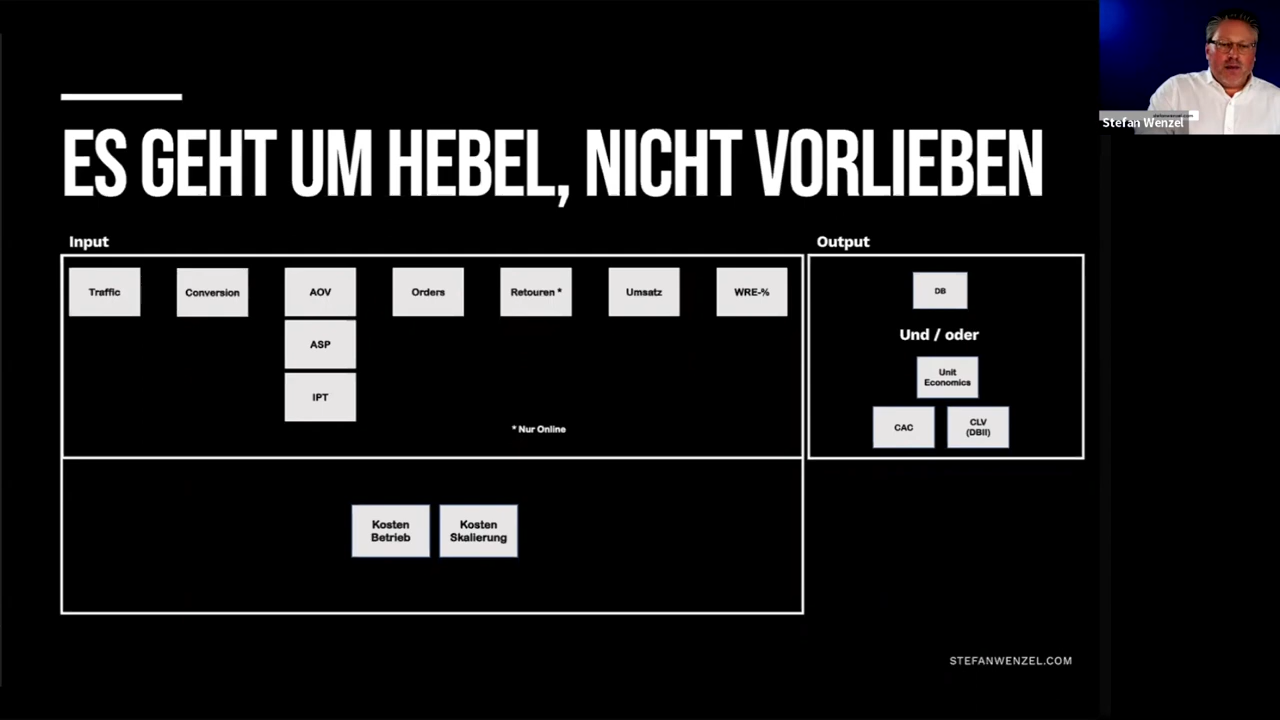 ES GEHT UM HEBEL, NICHT VORLIEBEN
Stefan Wenzel
Input
Output
Traffic
Conversion
AOV
Orders
Retouren *
Umsatz
WRE-%
ASP
IPT
* Nur Online
DB
Und / oder
Unit
Economics
CAC
CLV
(DBII)
Kosten
Betrieb
Kosten
Skalierung
STEFANWENZEL.COM